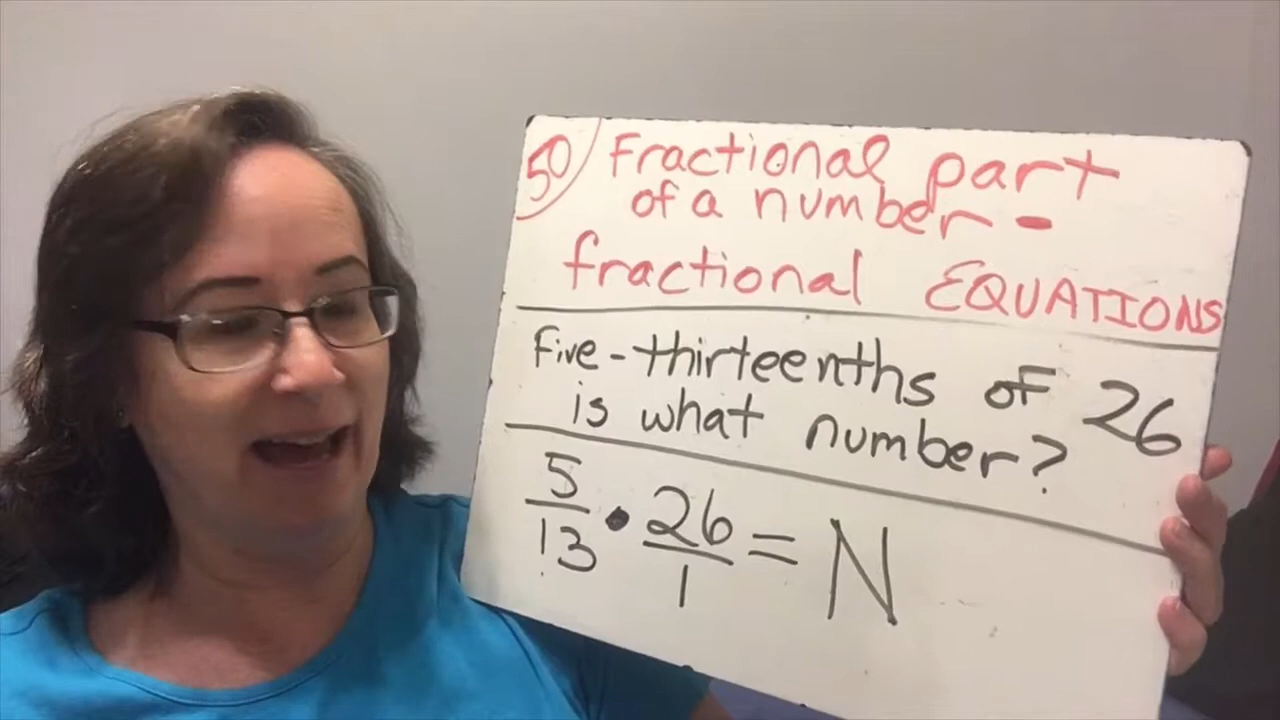 50) Fractional part
of a number -
fractional EQUATIONS
Five-thirteenths of 26
is what number?
5/13 • 26/1 = N